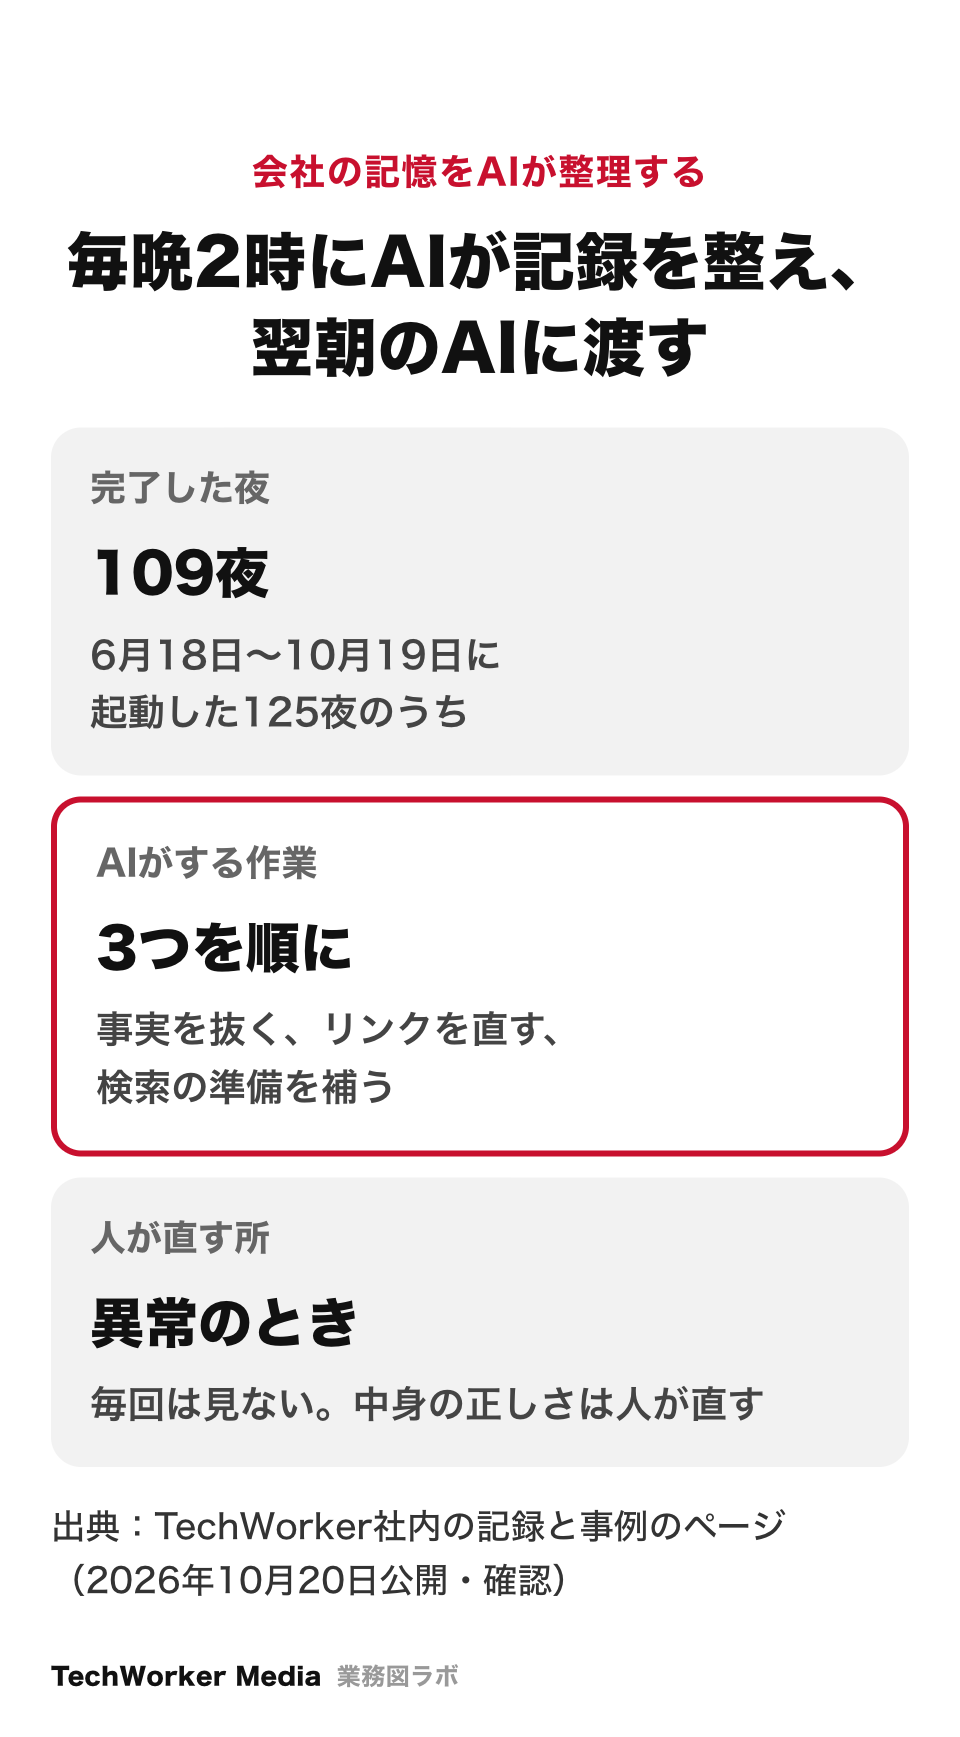 会社の記憶をAIが整理する
毎晩2時にAIが記録を整え、
翌朝のAIに渡す
完了した夜
109夜
6月18日〜10月19日に
起動した125夜のうち
AIがする作業
3つを順に
事実を抜く、リンクを直す、
検索の準備を補う
人が直す所
異常のとき
毎回は見ない。中身の正しさは人が直す
出典：TechWorker社内の記録と事例のページ
（2026年10月20日公開・確認）
TechWorker Media 業務図ラボ